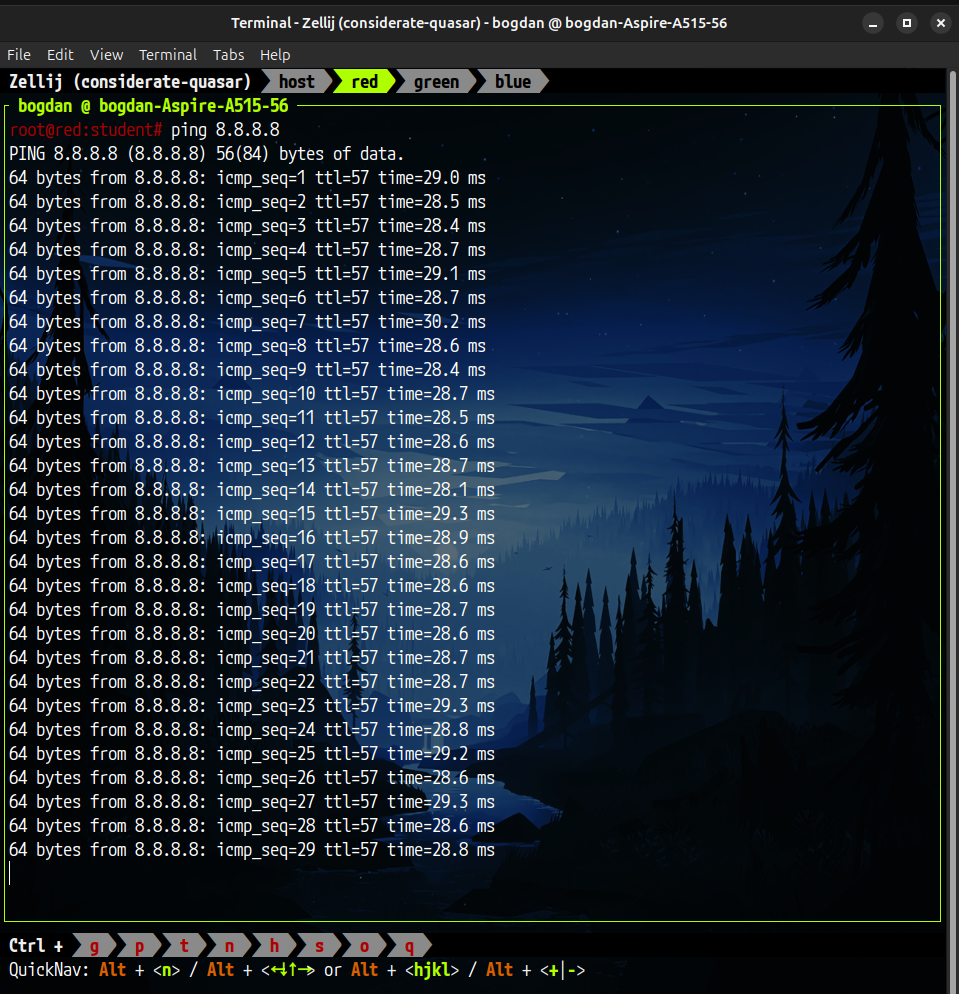 Terminal - Zellij (considerate-quasar) - bogdan @ bogdan-Aspire-A515-56
File Edit View Terminal Tabs Help
Zellij (considerate-quasar) host red green blue
bogdan @ bogdan-Aspire-A515-56
root@red:student# ping 8.8.8.8
PING 8.8.8.8 (8.8.8.8) 56(84) bytes of data.
64 bytes from 8.8.8.8: icmp_seq=1 ttl=57 time=29.0 ms
64 bytes from 8.8.8.8: icmp_seq=2 ttl=57 time=28.5 ms
64 bytes from 8.8.8.8: icmp_seq=3 ttl=57 time=28.4 ms
64 bytes from 8.8.8.8: icmp_seq=4 ttl=57 time=28.7 ms
64 bytes from 8.8.8.8: icmp_seq=5 ttl=57 time=29.1 ms
64 bytes from 8.8.8.8: icmp_seq=6 ttl=57 time=28.7 ms
64 bytes from 8.8.8.8: icmp_seq=7 ttl=57 time=30.2 ms
64 bytes from 8.8.8.8: icmp_seq=8 ttl=57 time=28.6 ms
64 bytes from 8.8.8.8: icmp_seq=9 ttl=57 time=28.4 ms
64 bytes from 8.8.8.8: icmp_seq=10 ttl=57 time=28.7 ms
64 bytes from 8.8.8.8: icmp_seq=11 ttl=57 time=28.5 ms
64 bytes from 8.8.8.8: icmp_seq=12 ttl=57 time=28.6 ms
64 bytes from 8.8.8.8: icmp_seq=13 ttl=57 time=28.7 ms
64 bytes from 8.8.8.8: icmp_seq=14 ttl=57 time=28.1 ms
64 bytes from 8.8.8.8: icmp_seq=15 ttl=57 time=29.3 ms
64 bytes from 8.8.8.8: icmp_seq=16 ttl=57 time=28.9 ms
64 bytes from 8.8.8.8: icmp_seq=17 ttl=57 time=28.6 ms
64 bytes from 8.8.8.8: icmp_seq=18 ttl=57 time=28.6 ms
64 bytes from 8.8.8.8: icmp_seq=19 ttl=57 time=28.7 ms
64 bytes from 8.8.8.8: icmp_seq=20 ttl=57 time=28.6 ms
64 bytes from 8.8.8.8: icmp_seq=21 ttl=57 time=28.7 ms
64 bytes from 8.8.8.8: icmp_seq=22 ttl=57 time=28.7 ms
64 bytes from 8.8.8.8: icmp_seq=23 ttl=57 time=29.3 ms
64 bytes from 8.8.8.8: icmp_seq=24 ttl=57 time=28.8 ms
64 bytes from 8.8.8.8: icmp_seq=25 ttl=57 time=29.2 ms
64 bytes from 8.8.8.8: icmp_seq=26 ttl=57 time=28.6 ms
64 bytes from 8.8.8.8: icmp_seq=27 ttl=57 time=29.3 ms
64 bytes from 8.8.8.8: icmp_seq=28 ttl=57 time=28.6 ms
64 bytes from 8.8.8.8: icmp_seq=29 ttl=57 time=28.8 ms
Ctrl + g p t n h s o q
QuickNav: Alt + <n> / Alt + <←↓↑→> or Alt + <hjkl> / Alt + <+|->